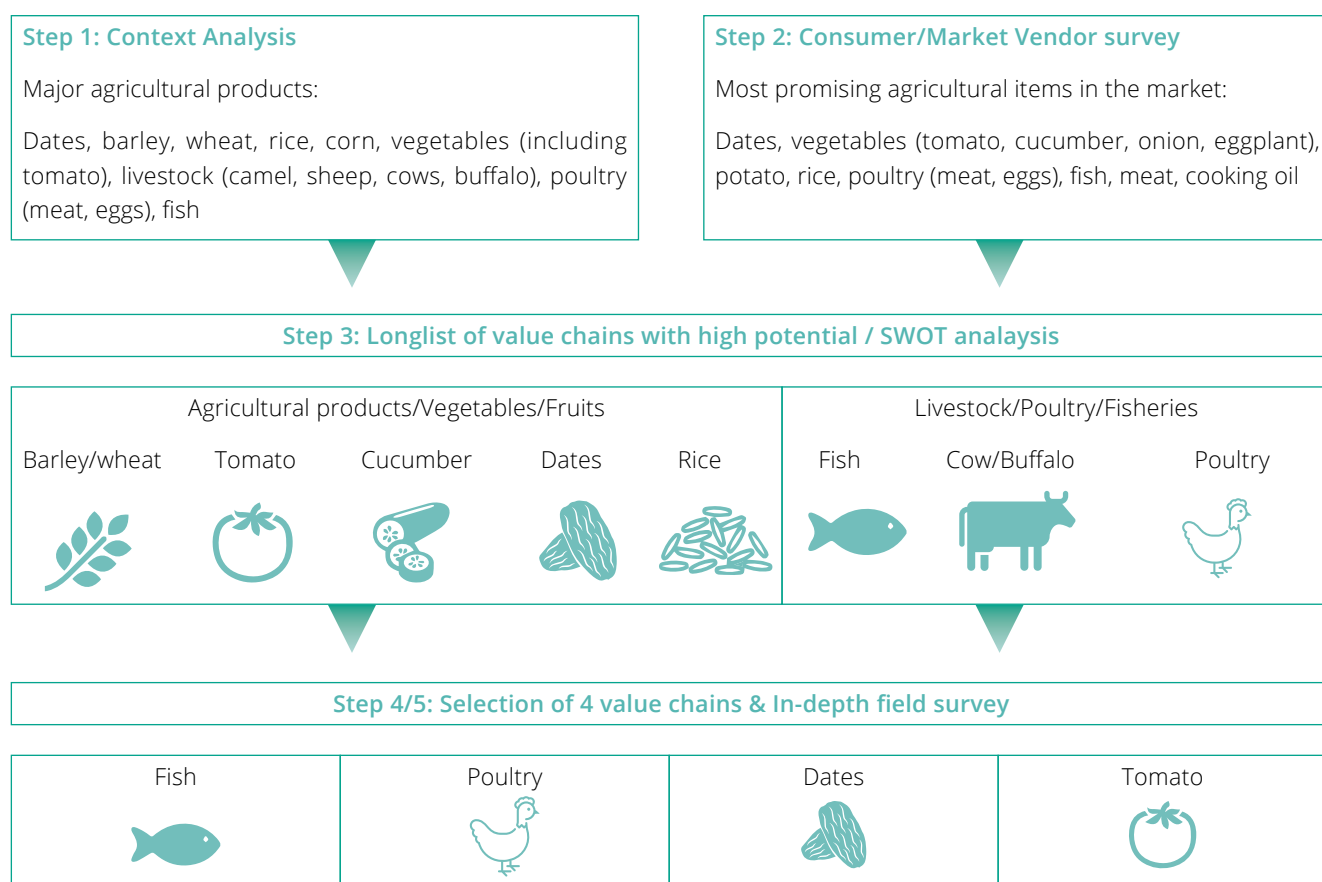 Step 1: Context Analysis
Major agricultural products:
Dates, barley, wheat, rice, corn, vegetables (including
tomato), livestock (camel, sheep, cows, buffalo), poultry
(meat, eggs), fish
Step 2: Consumer/Market Vendor survey
Most promising agricultural items in the market:
Dates, vegetables (tomato, cucumber, onion, eggplant),
potato, rice, poultry (meat, eggs), fish, meat, cooking oil
Step 3: Longlist of value chains with high potential / SWOT analaysis
Agricultural products/Vegetables/Fruits
Barley/wheat Tomato Cucumber Dates Rice
Livestock/Poultry/Fisheries
Fish Cow/Buffalo Poultry
Step 4/5: Selection of 4 value chains & In-depth field survey
Fish Poultry Dates Tomato